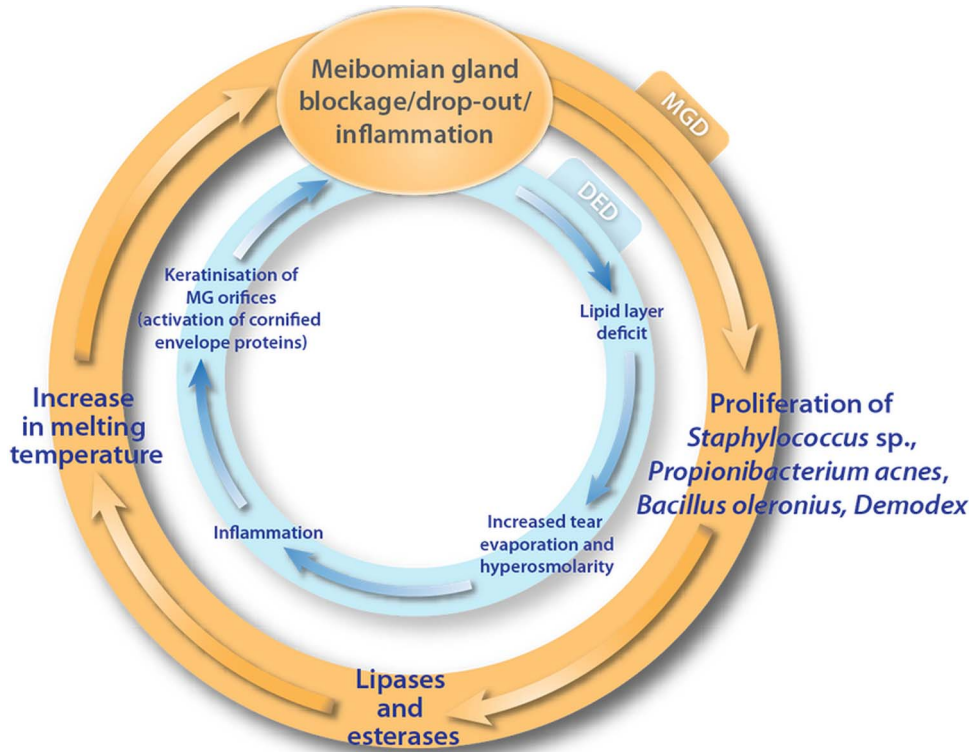 Meibomian gland
blockage/drop-out/
inflammation
MGD
DED
Lipid layer
deficit
Increased tear
evaporation and
hyperosmolarity
Inflammation
Keratinisation of
MG orifices
(activation of cornified
envelope proteins)
Proliferation of
Staphylococcus sp.,
Propionibacterium acnes,
Bacillus oleronius, Demodex
Lipases
and
esterases
Increase
in melting
temperature